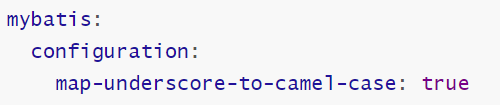 mybatis:
  configuration:
    map-underscore-to-camel-case: true